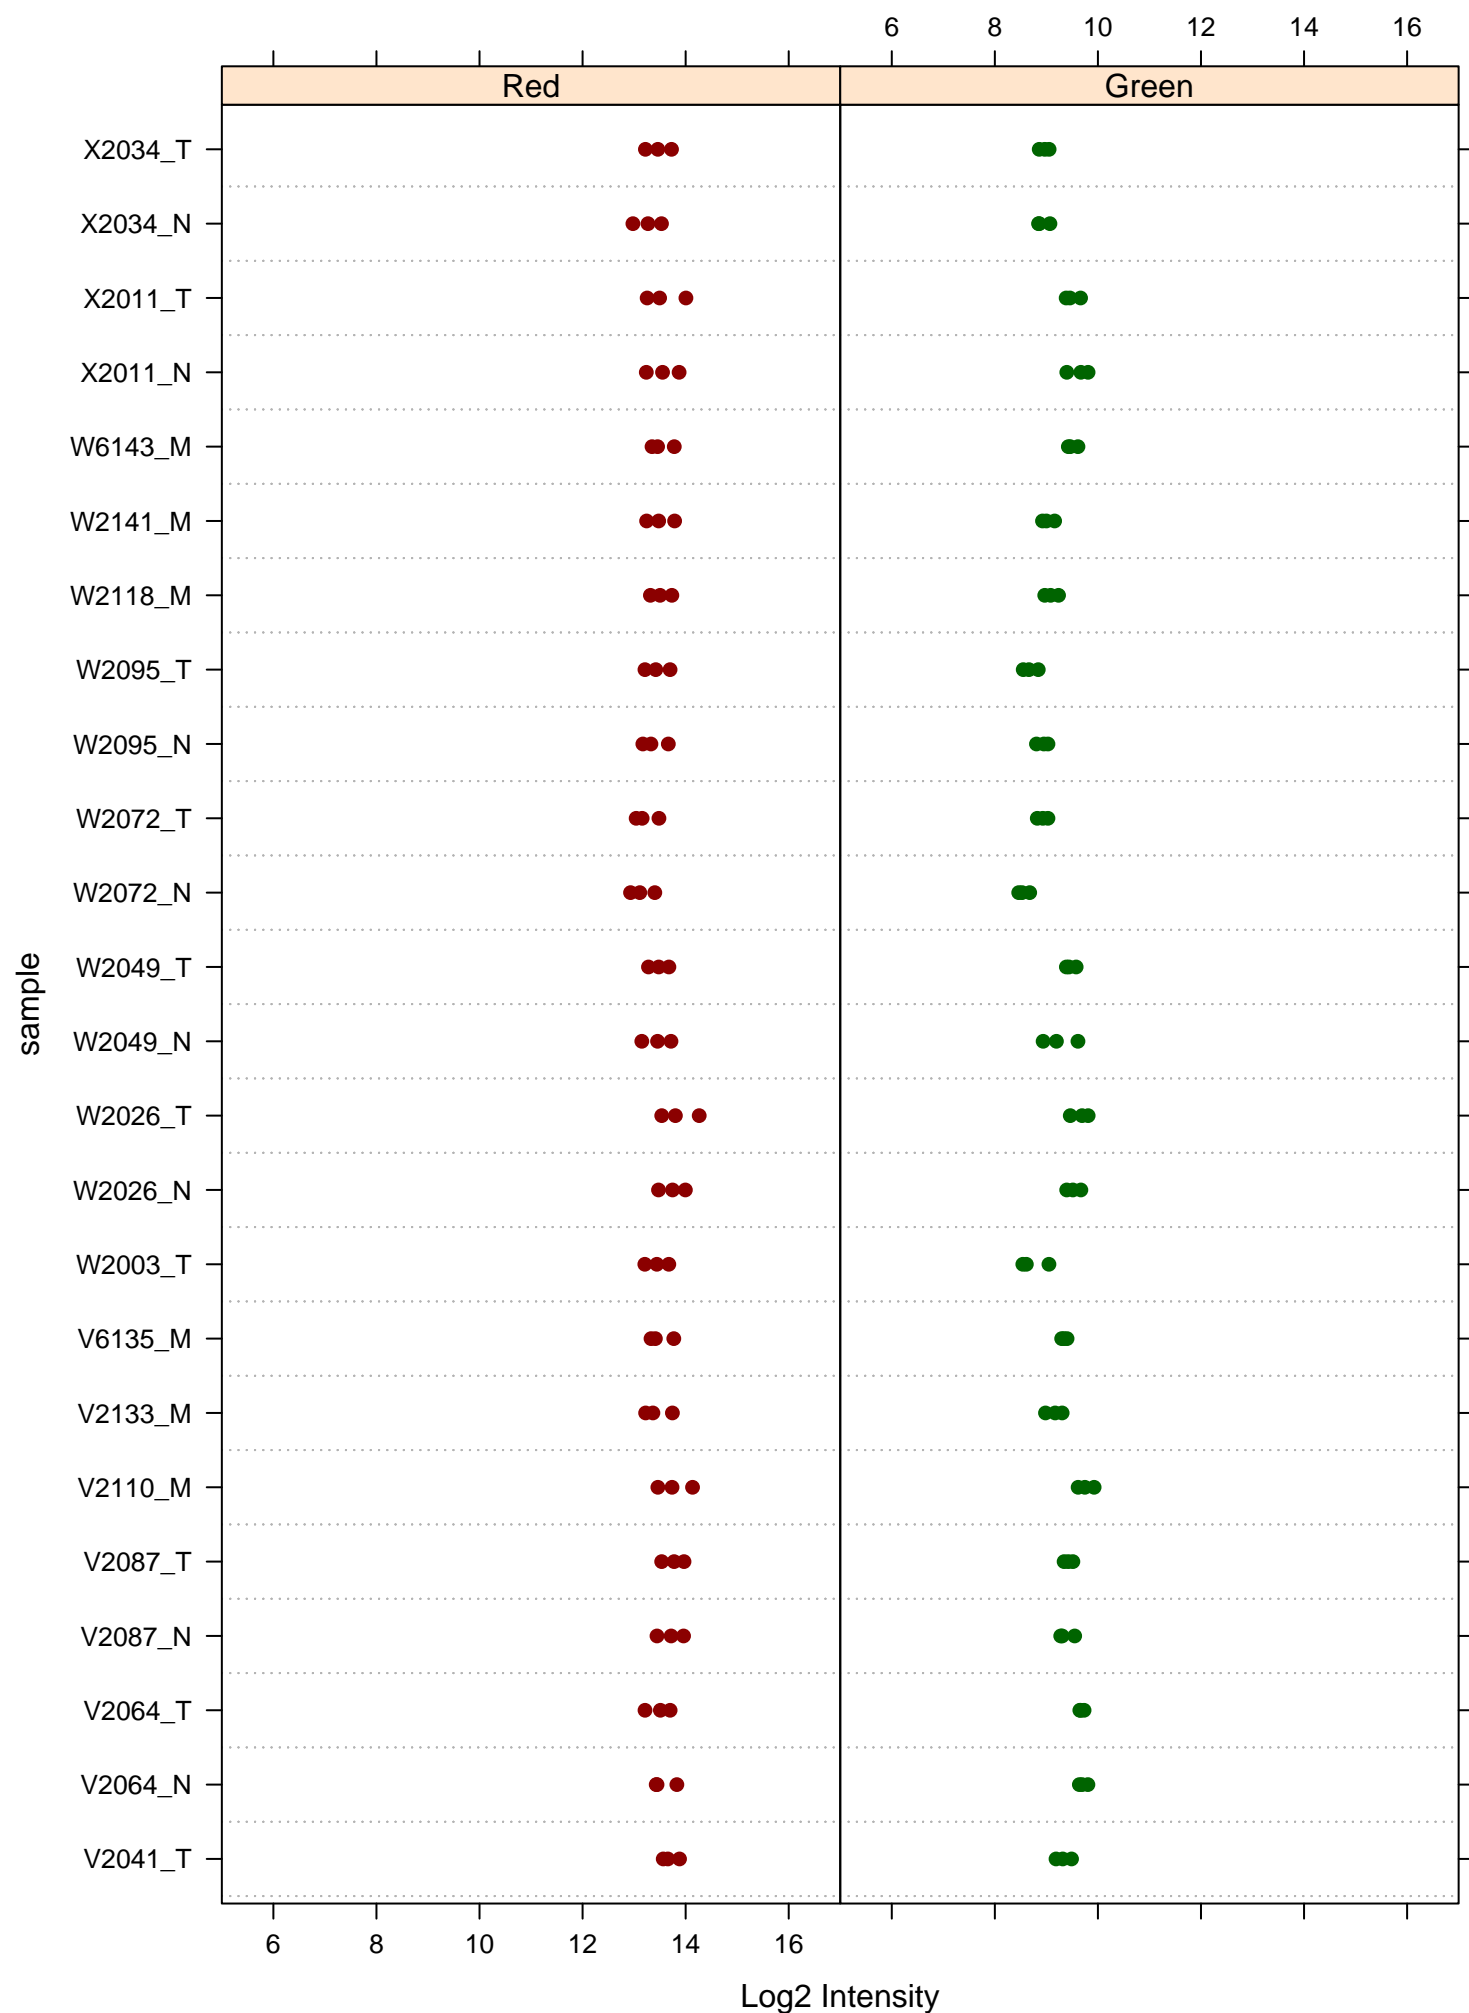 6 8 10 12 14 16
Red Green
X2034_T
X2034_N
X2011_T
X2011_N
W6143_M
W2141_M
W2118_M
W2095_T
W2095_N
W2072_T
W2072_N
W2049_T
W2049_N
W2026_T
W2026_N
W2003_T
V6135_M
V2133_M
V2110_M
V2087_T
V2087_N
V2064_T
V2064_N
V2041_T
sample
6 8 10 12 14 16
Log2 Intensity